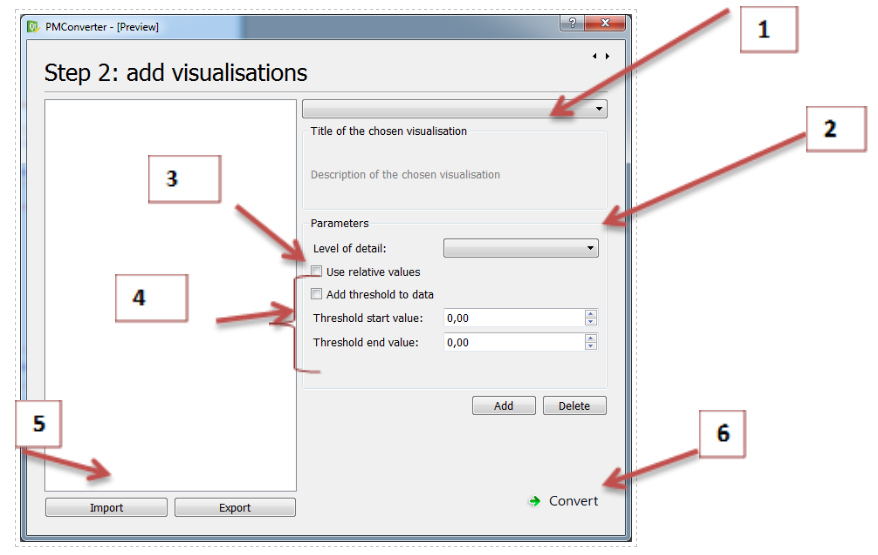 PMConverter - [Preview]
1
Step 2: add visualisations
Title of the chosen visualisation
2
Description of the chosen visualisation
3
Parameters
Level of detail:
Use relative values
4
Add threshold to data
Threshold start value: 0,00
Threshold end value: 0,00
Add Delete
5
6
Import Export
Convert